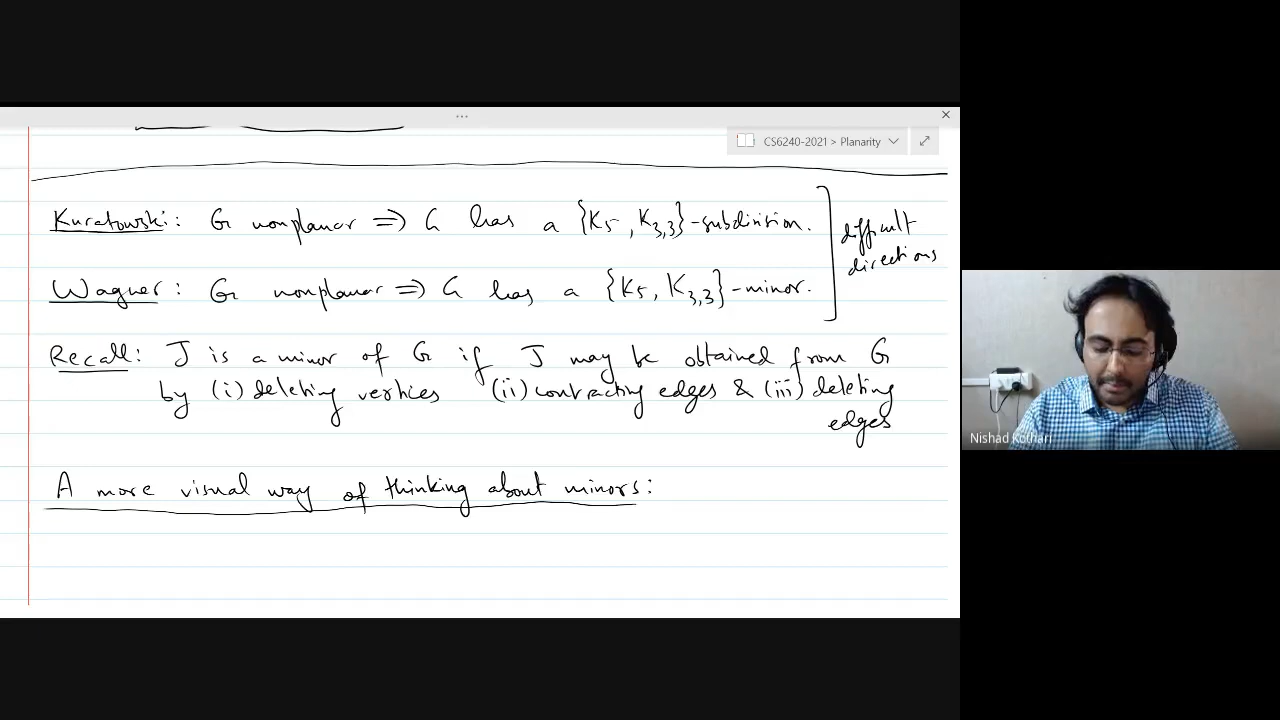 CS6240-2021 > Planarity
Kuratowski: G nonplanar => G has a {K5, K3,3}-subdivision.
difficult
directions
Wagner: G nonplanar => G has a {K5, K3,3}-minor.
Recall: J is a minor of G if J may be obtained from G
by (i) deleting vertices (ii) contracting edges & (iii) deleting
edges
A more visual way of thinking about minors:
Nishad Kothari